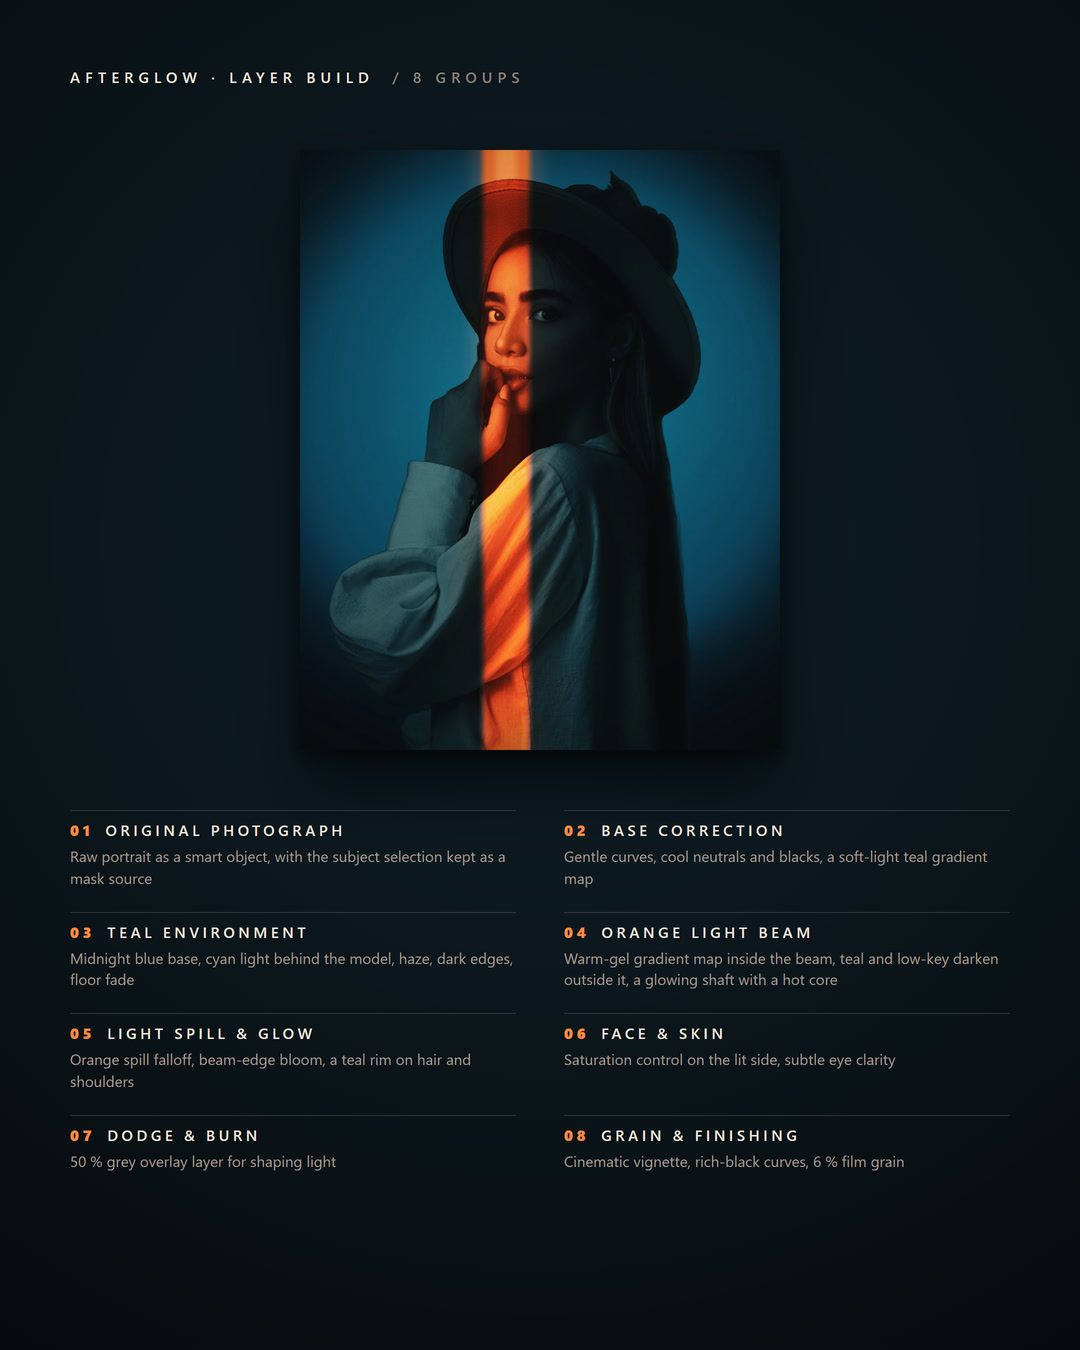 AFTERGLOW · LAYER BUILD / 8 GROUPS
01 ORIGINAL PHOTOGRAPH
Raw portrait as a smart object, with the subject selection kept as a
mask source
02 BASE CORRECTION
Gentle curves, cool neutrals and blacks, a soft-light teal gradient
map
03 TEAL ENVIRONMENT
Midnight blue base, cyan light behind the model, haze, dark edges,
floor fade
04 ORANGE LIGHT BEAM
Warm-gel gradient map inside the beam, teal and low-key darken
outside it, a glowing shaft with a hot core
05 LIGHT SPILL & GLOW
Orange spill falloff, beam-edge bloom, a teal rim on hair and
shoulders
06 FACE & SKIN
Saturation control on the lit side, subtle eye clarity
07 DODGE & BURN
50 % grey overlay layer for shaping light
08 GRAIN & FINISHING
Cinematic vignette, rich-black curves, 6 % film grain